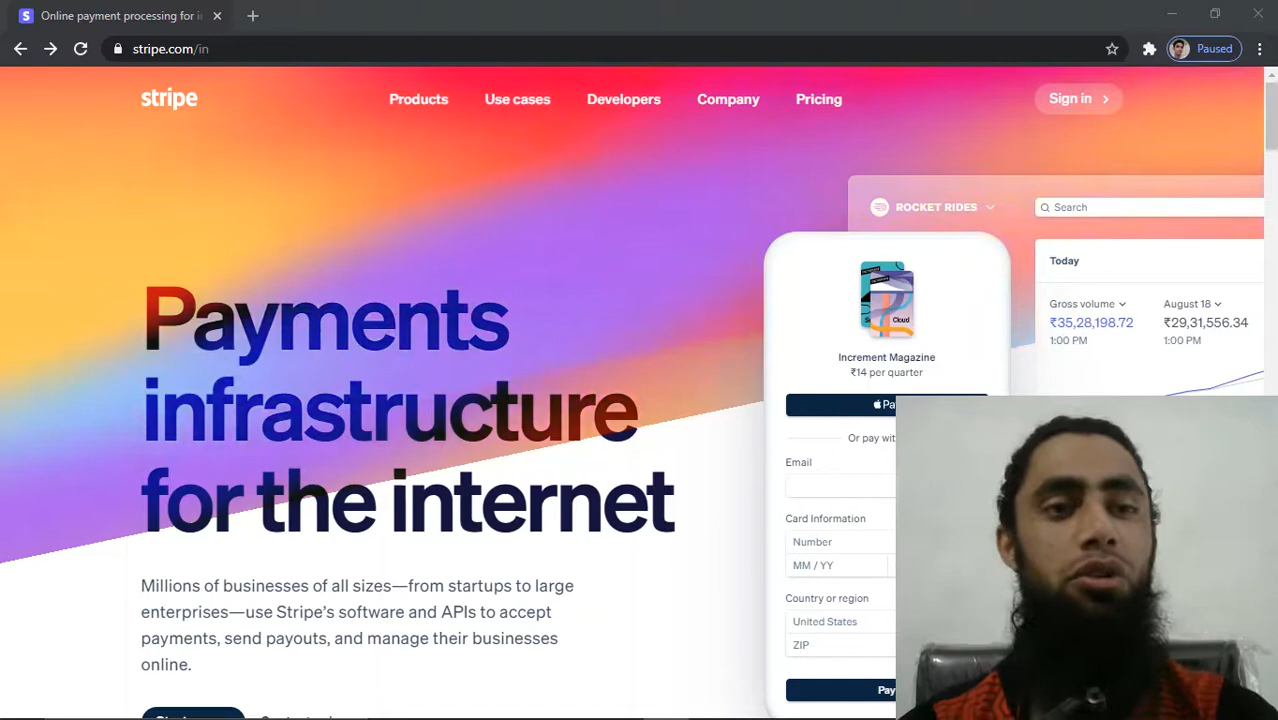 Online payment processing for i
stripe.com/in
Paused
stripe
Products
Use cases
Developers
Company
Pricing
Sign in
ROCKET RIDES
Search
Today
Gross volume
August 18
₹35,28,198.72
₹29,31,556.34
1:00 PM
1:00 PM
Payments
infrastructure
for the internet
Cloud
Increment Magazine
₹14 per quarter
Pa
Or pay wit
Email
Card Information
Number
MM / YY
Country or region
United States
ZIP
Pay
Millions of businesses of all sizes—from startups to large
enterprises—use Stripe’s software and APIs to accept
payments, send payouts, and manage their businesses
online.